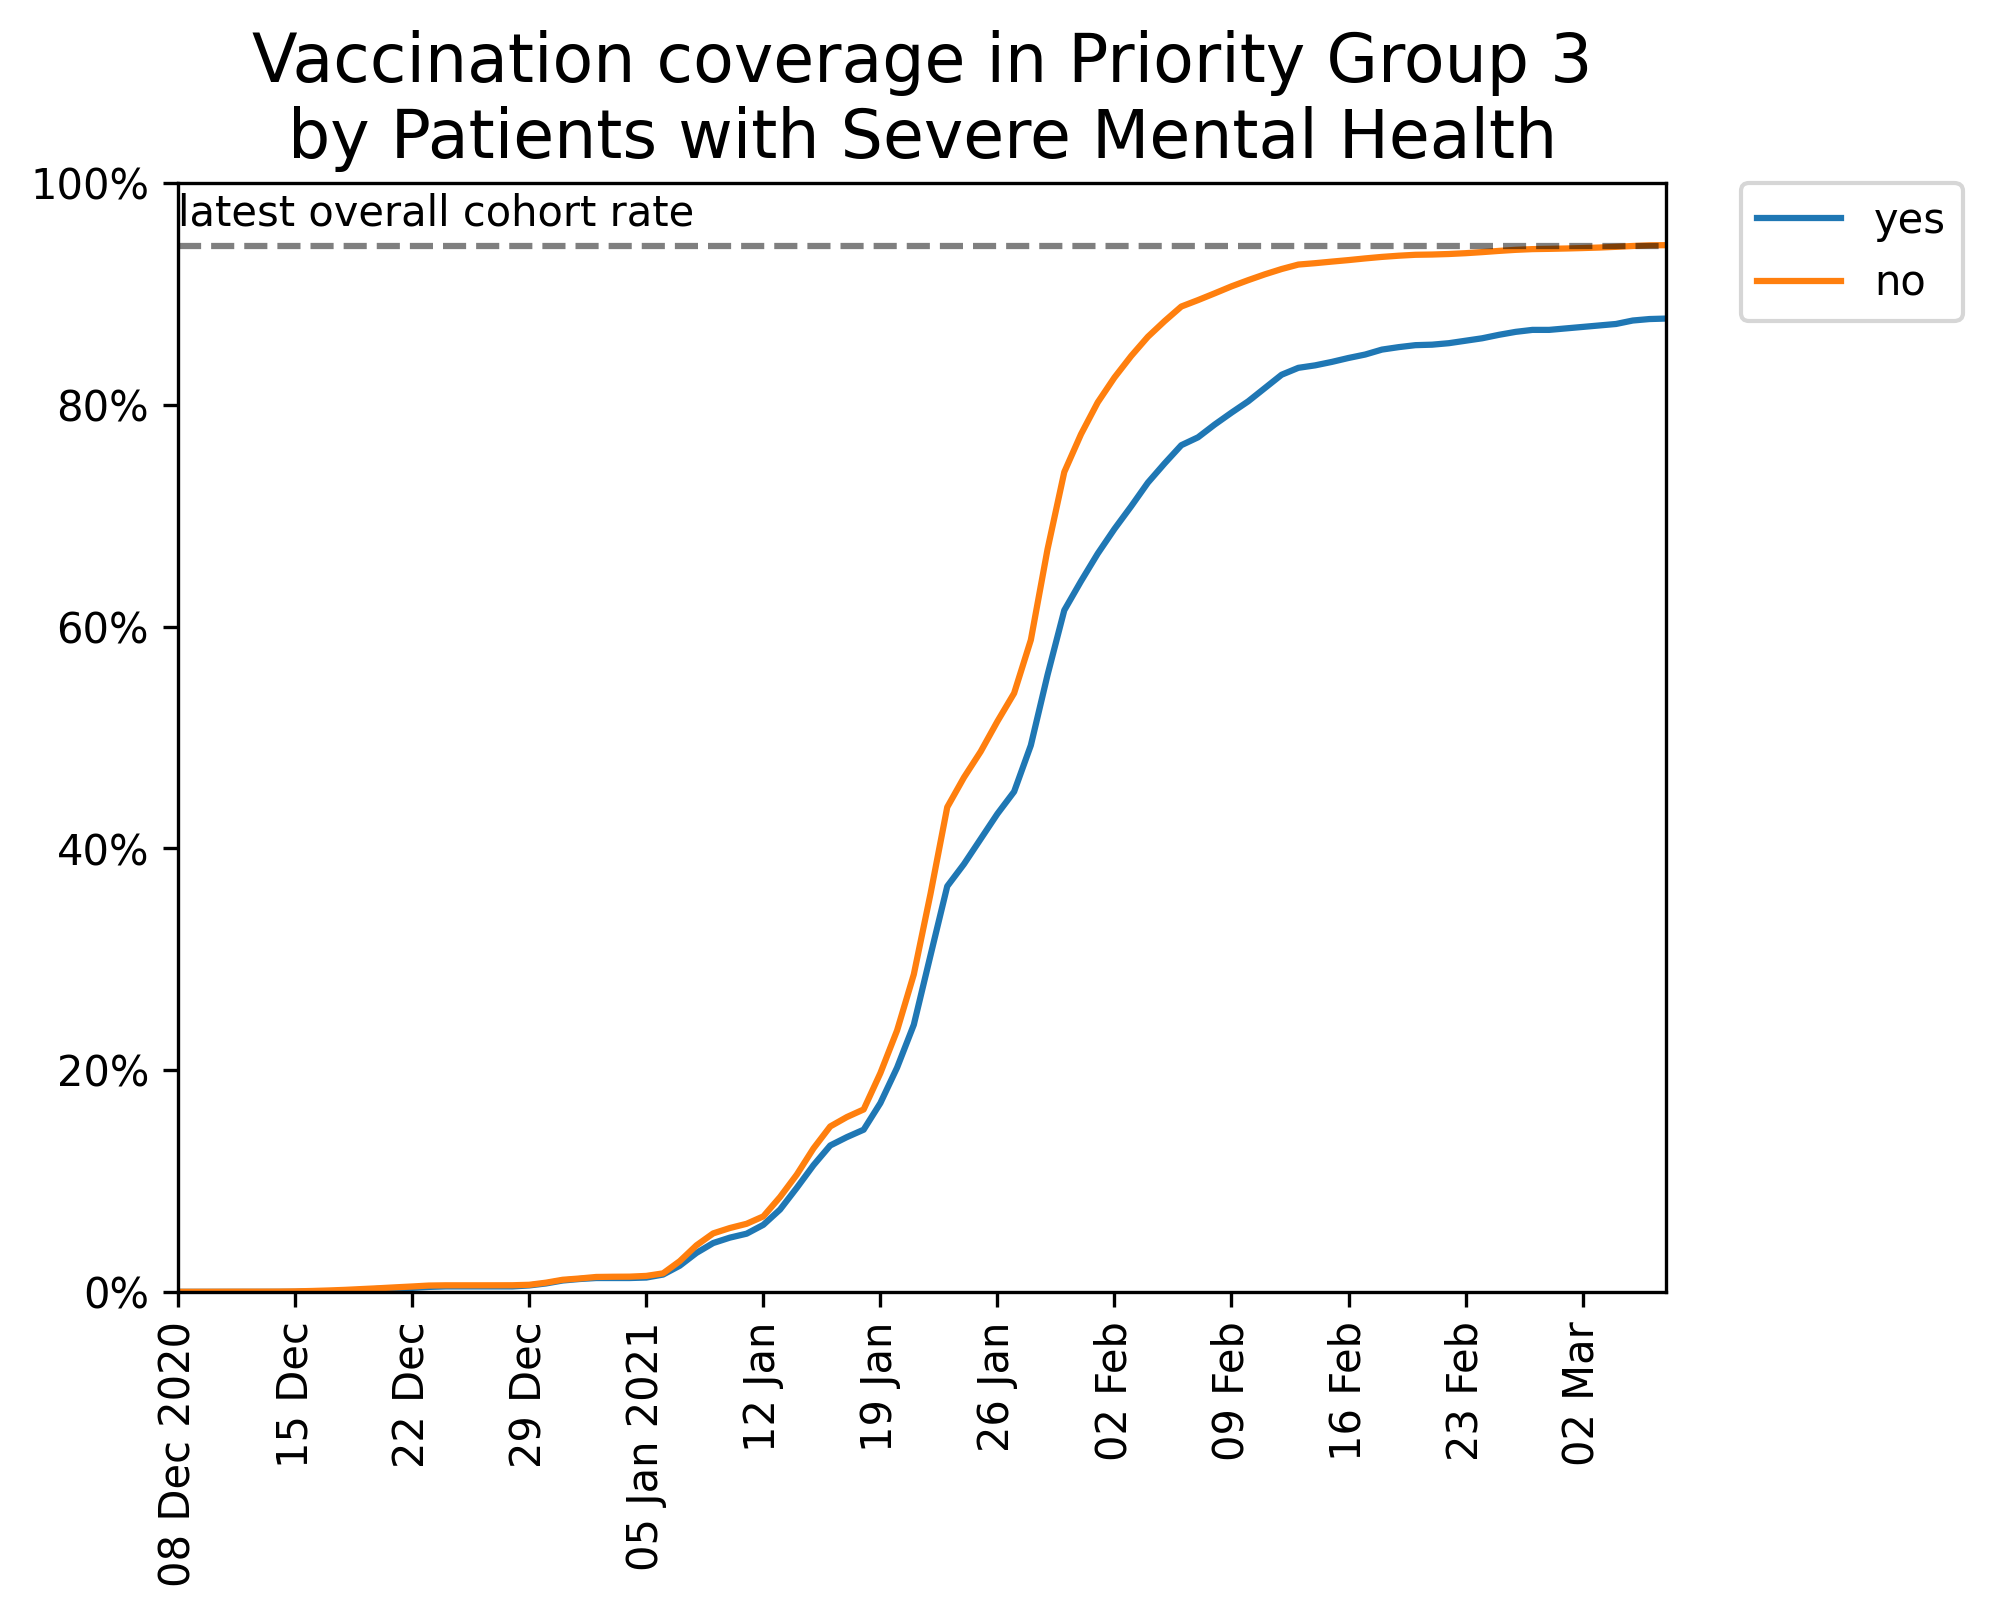 Vaccination coverage in Priority Group 3
by Patients with Severe Mental Health
100%
latest overall cohort rate
yes
no
80%
60%
40%
20%
0%
08 Dec 2020
15 Dec
22 Dec
29 Dec
05 Jan 2021
12 Jan
19 Jan
26 Jan
02 Feb
09 Feb
16 Feb
23 Feb
02 Mar